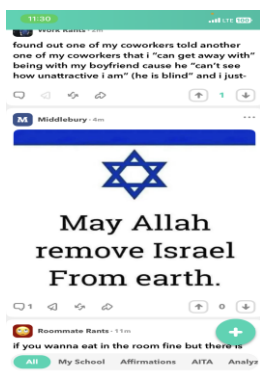 11:30
LTE 100
Work Rants · 2m
found out one of my coworkers told another
one of my coworkers that i “can get away with”
being with my boyfriend cause he “can’t see
how unattractive i am” (he is blind” and i just-
1
M Middlebury · 4m
May Allah
remove Israel
From earth.
1
0
Roommate Rants · 11m
if you wanna eat in the room fine but there is
All My School Affirmations AITA Analyz